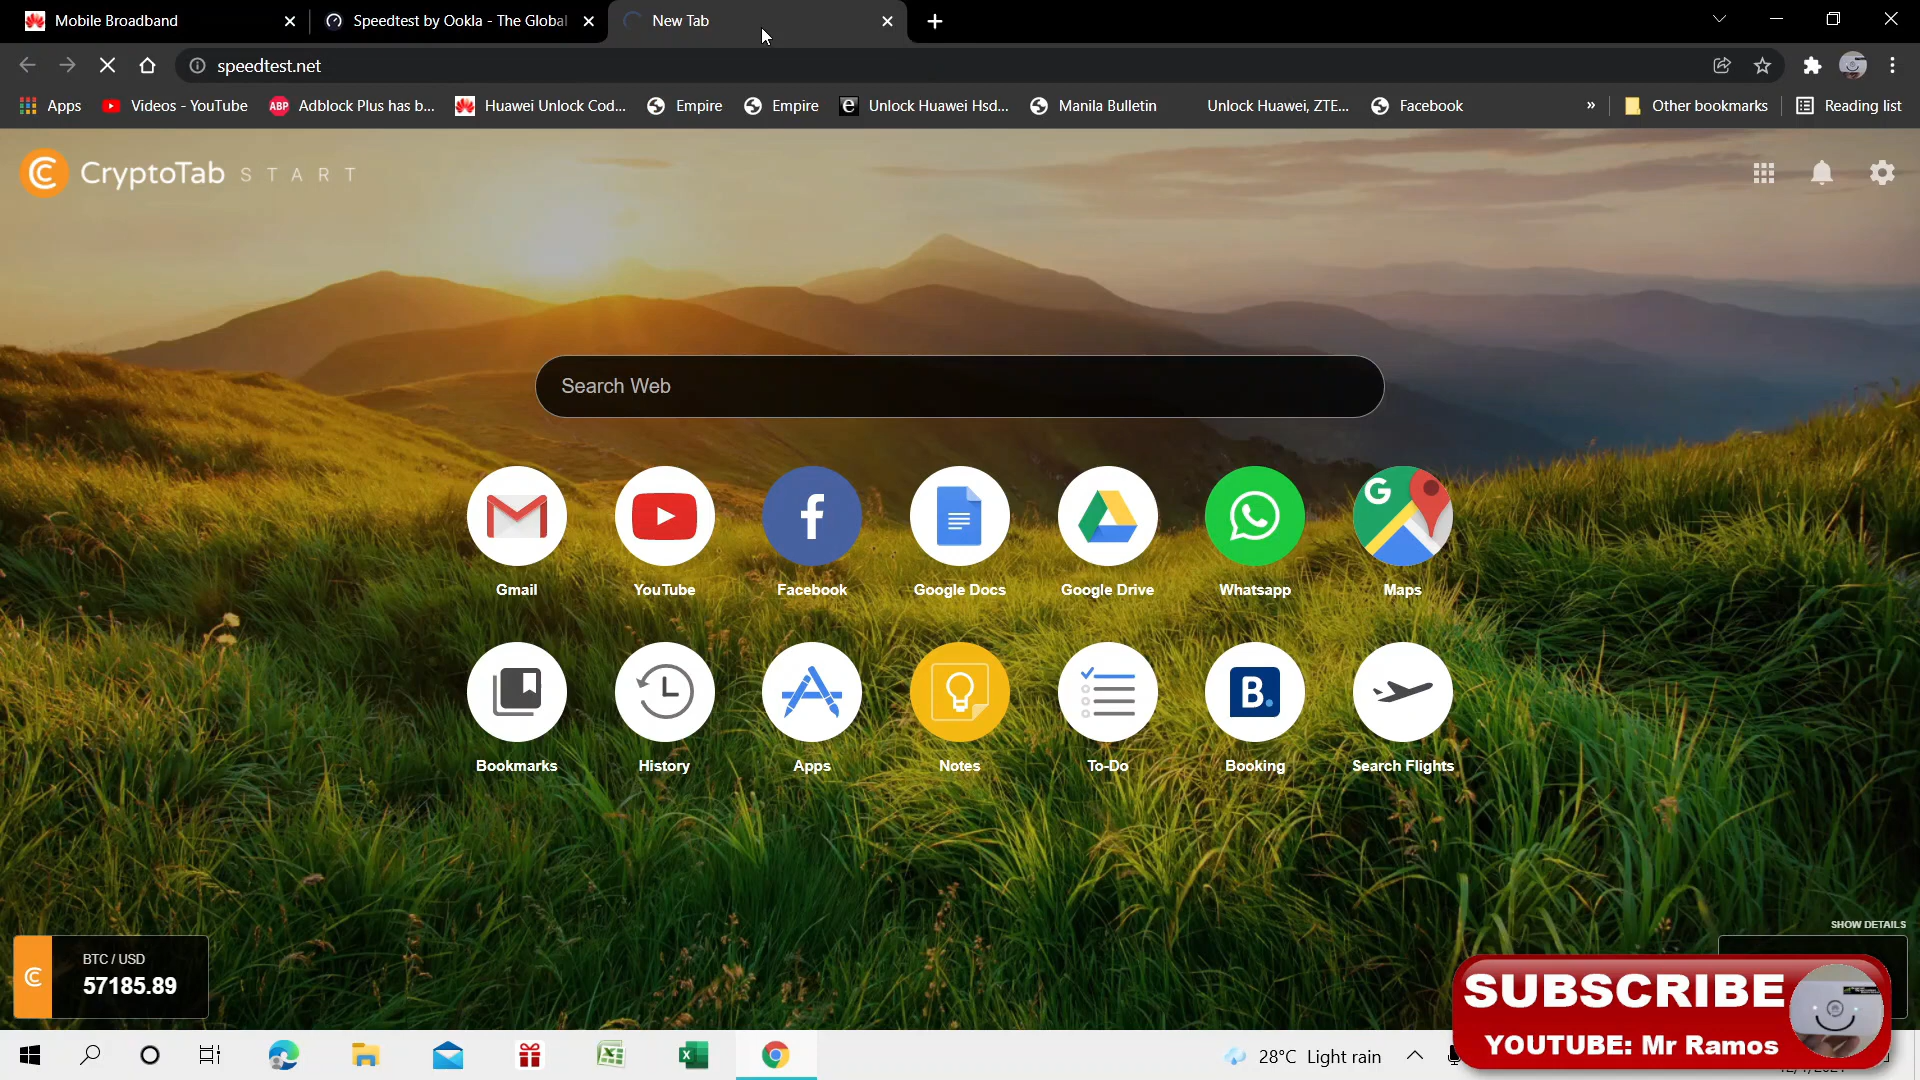 Mobile Broadband
Speedtest by Ookla - The Global
New Tab
speedtest.net
Apps
Videos - YouTube
ABP
Adblock Plus has b...
Huawei Unlock Cod...
Empire
Empire
Unlock Huawei Hsd...
Manila Bulletin
Unlock Huawei, ZTE...
Facebook
»
Other bookmarks
Reading list
CryptoTab START
Search Web
Gmail
YouTube
Facebook
Google Docs
Google Drive
Whatsapp
Maps
Bookmarks
History
Apps
Notes
To-Do
Booking
Search Flights
SHOW DETAILS
BTC / USD
57185.89
SUBSCRIBE
YOUTUBE: Mr Ramos
28°C Light rain